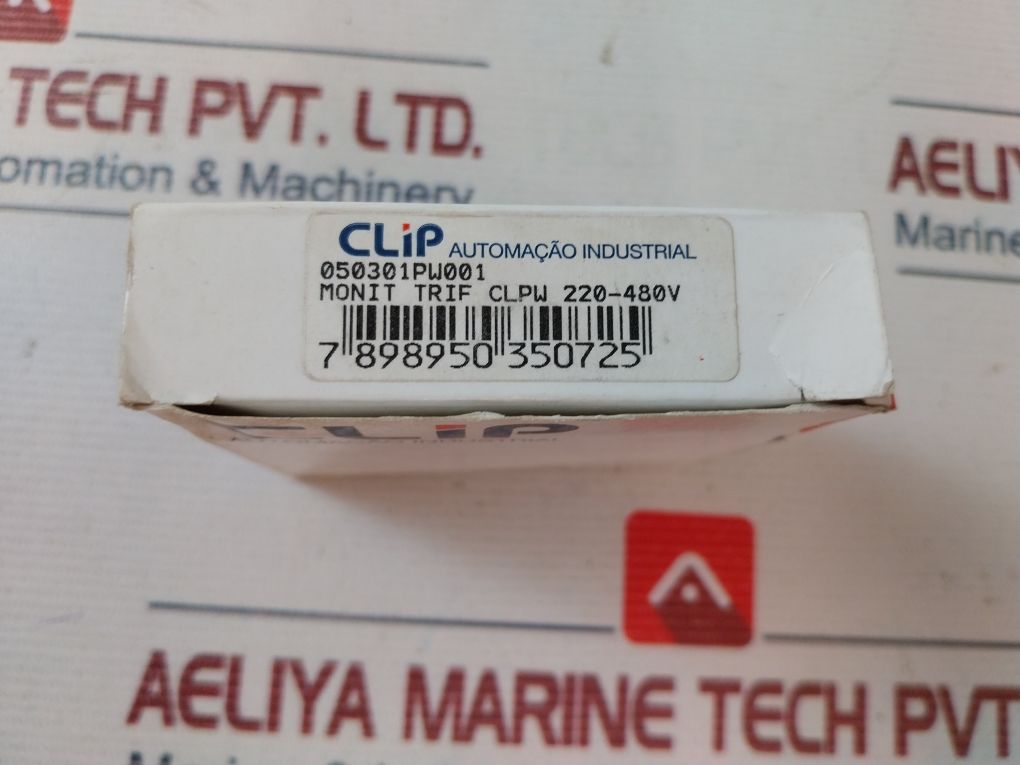 TECH PVT. LTD.
omation & Machinery
AELIY
Marine
CLIP AUTOMAÇÃO INDUSTRIAL
050301PW001
MONIT TRIF CLPW 220-480V
7 898950 350725
CLIP
AELIYA MARINE TECH PVT